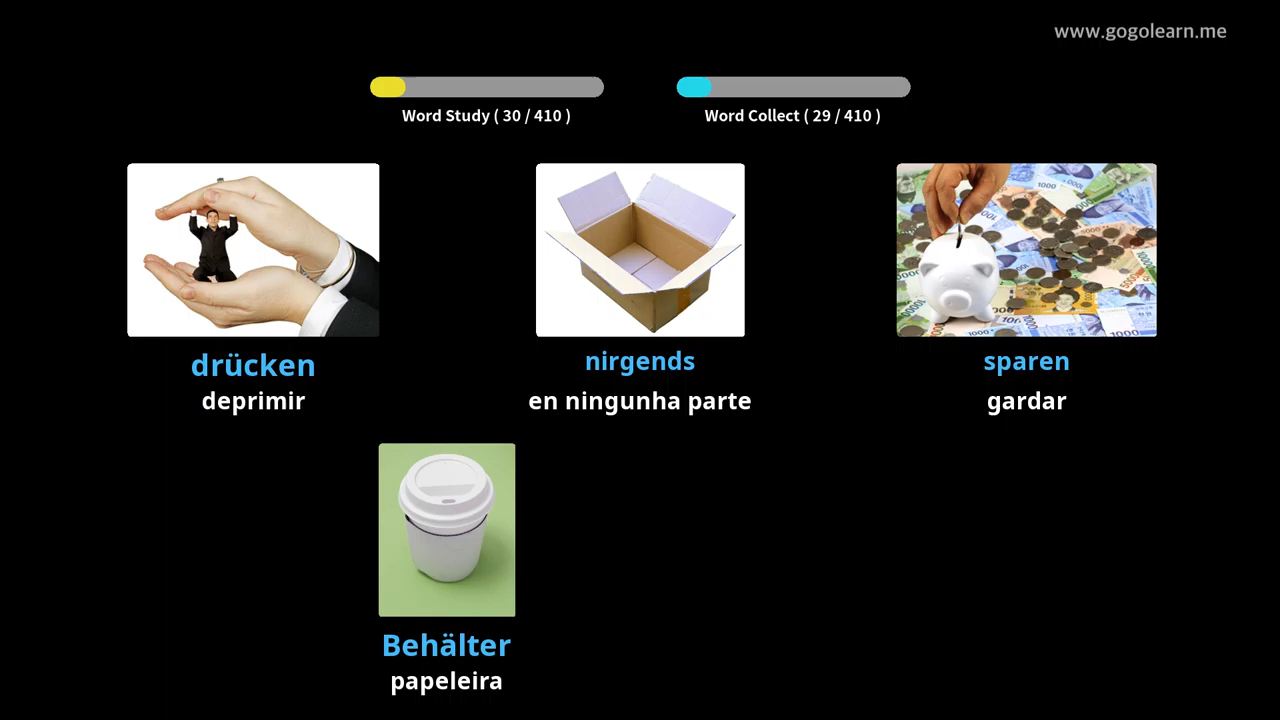 www.gogolearn.me
Word Study ( 30 / 410 )
Word Collect ( 29 / 410 )
drücken
deprimir
nirgends
en ningunha parte
sparen
gardar
Behälter
papeleira